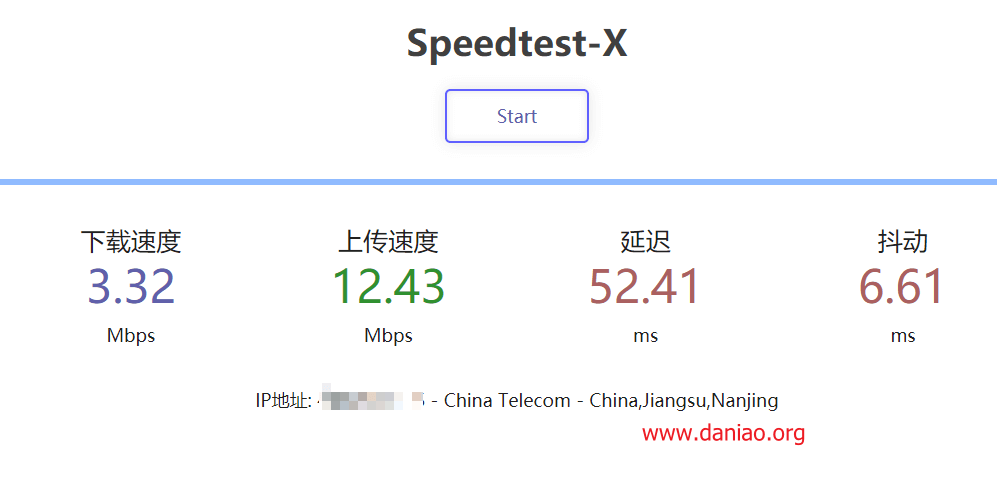 Speedtest-X
Start
下载速度 上传速度 延迟 抖动
3.32 12.43 52.41 6.61
Mbps Mbps ms ms
IP地址: - China Telecom - China,Jiangsu,Nanjing
www.daniao.org